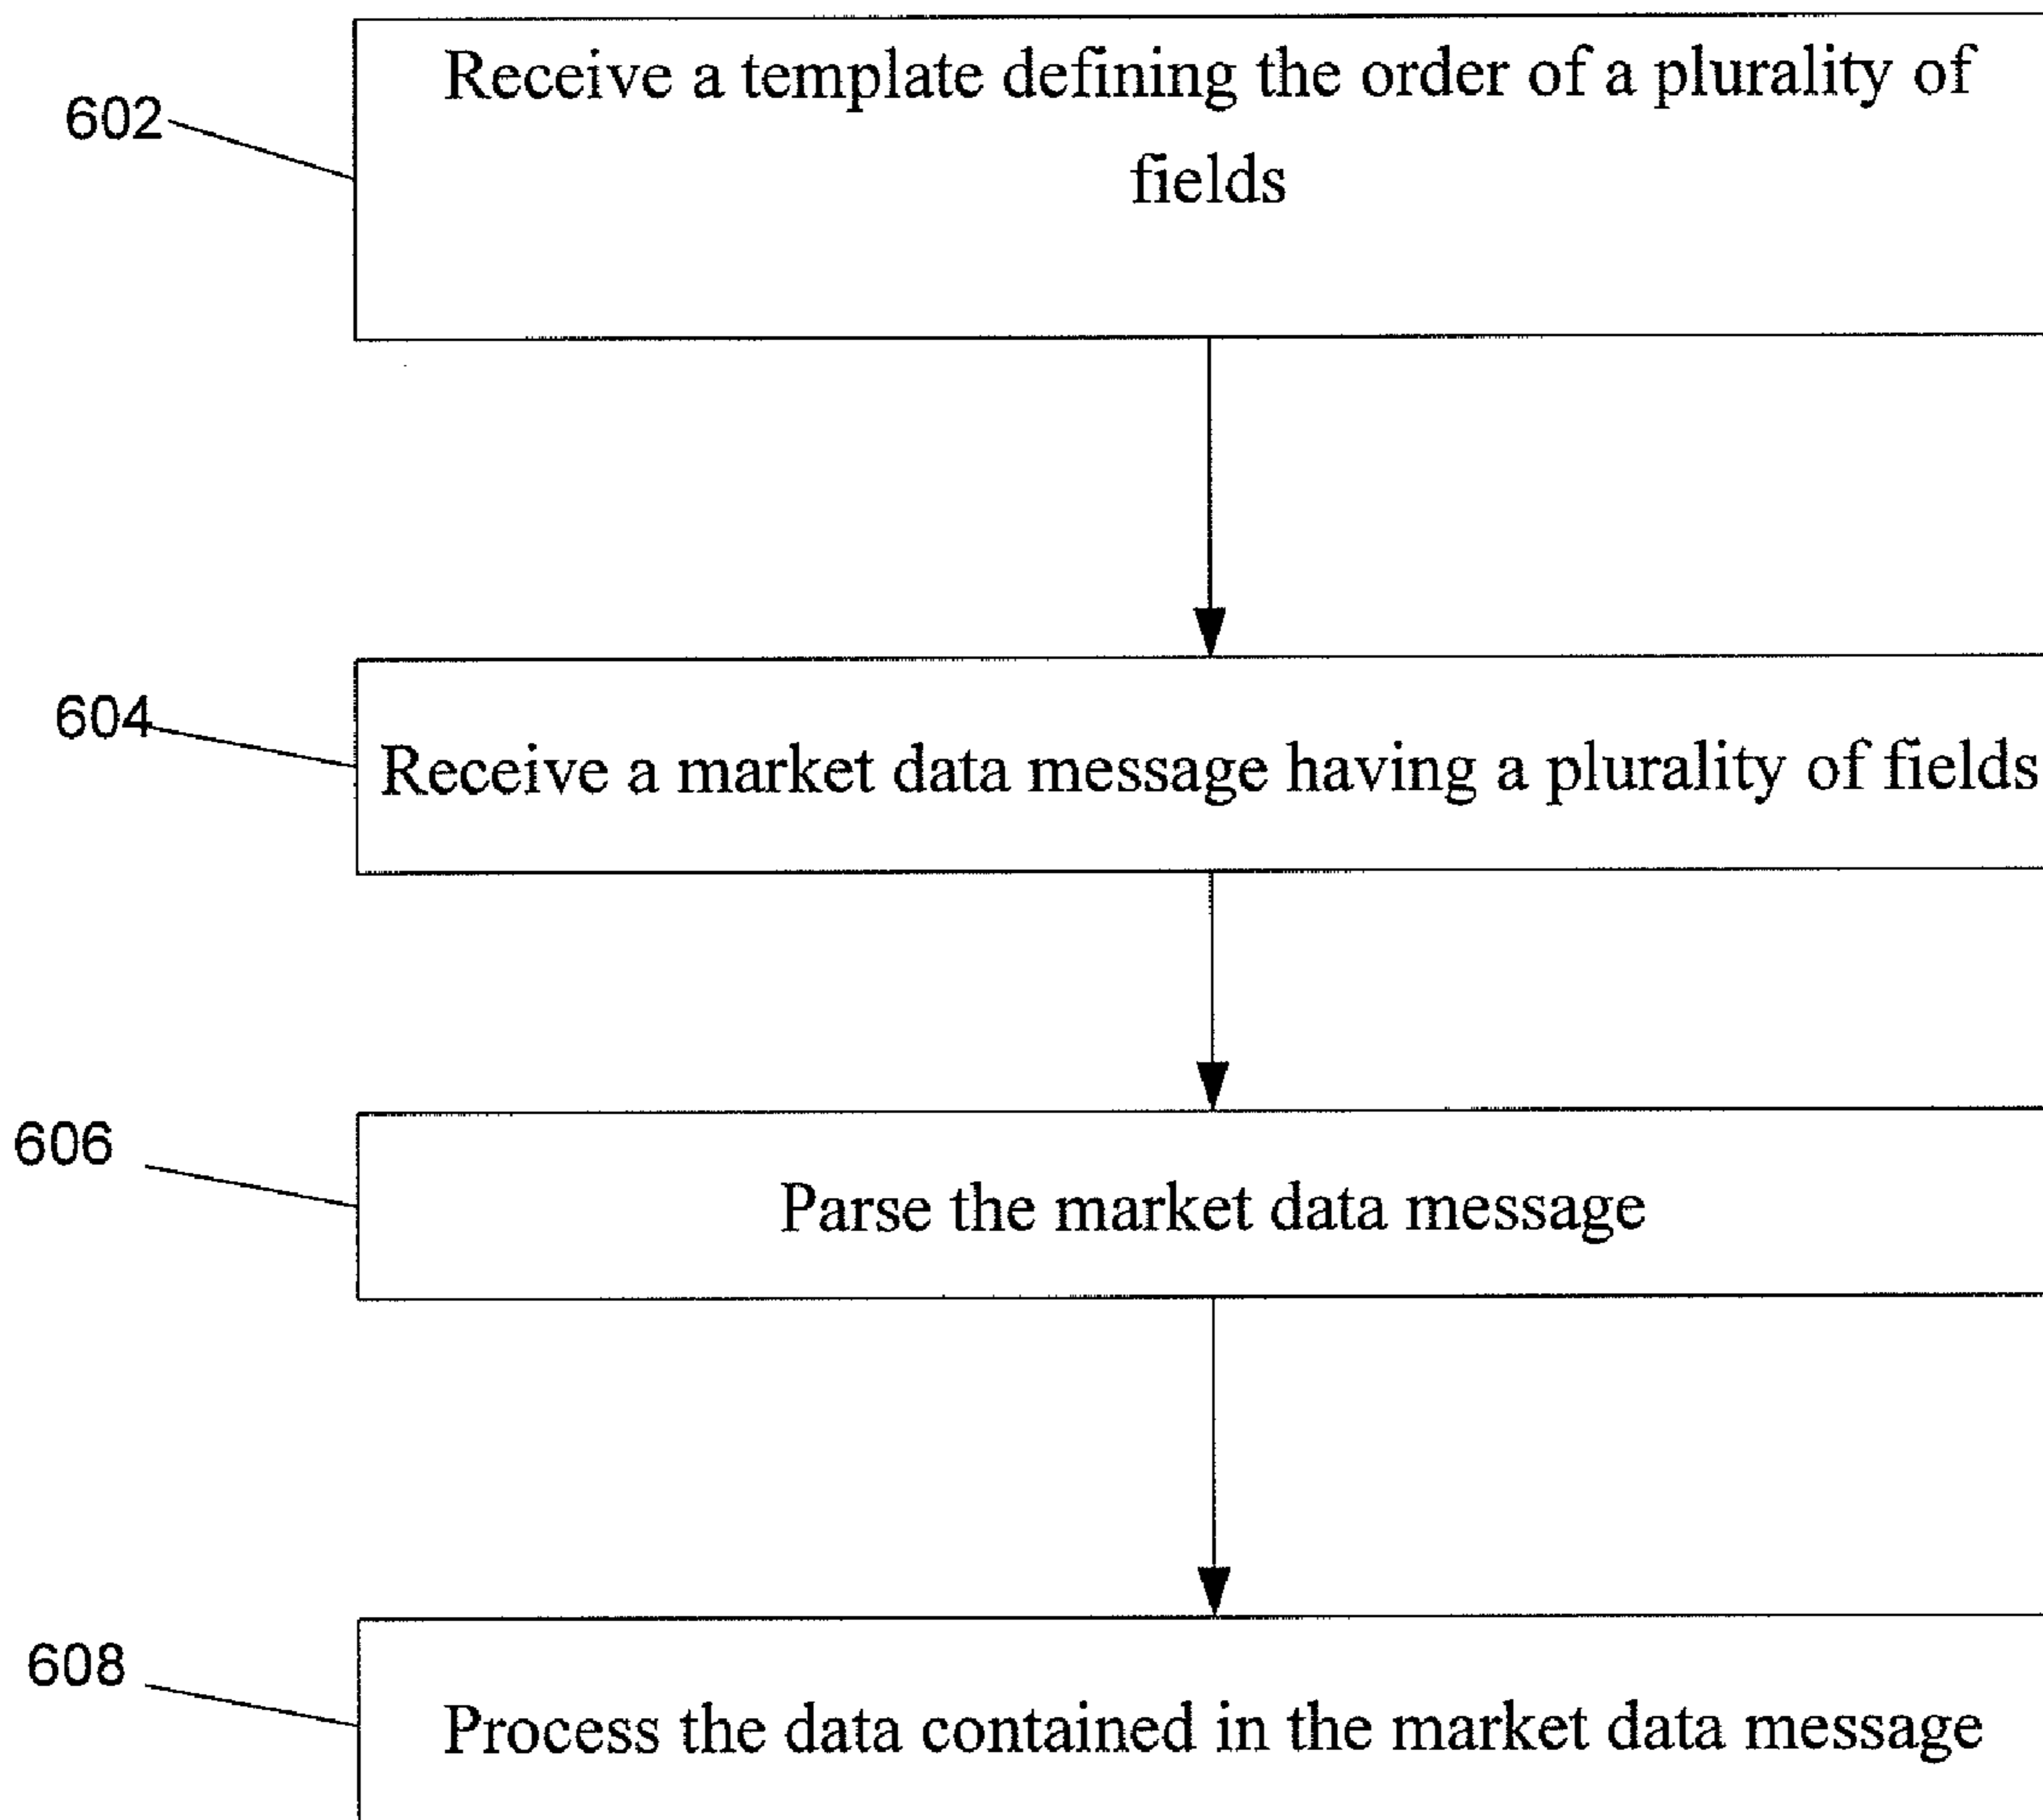 Receive a template defining the order of a plurality of
602
fields
604
Receive a market data message having a plurality of fields
606
Parse the market data message
608
Process the data contained in the market data message